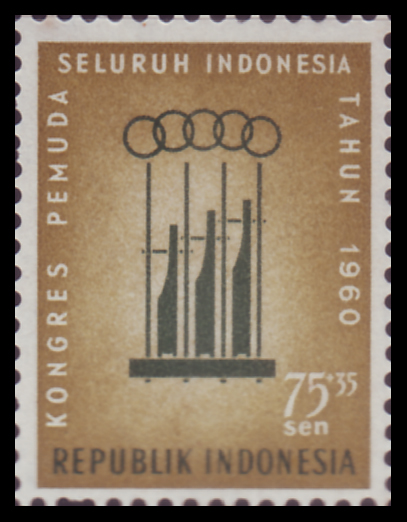 KONGRES PEMUDA
SELURUH INDONESIA
TAHUN 1960
75+35
sen
REPUBLIK INDONESIA